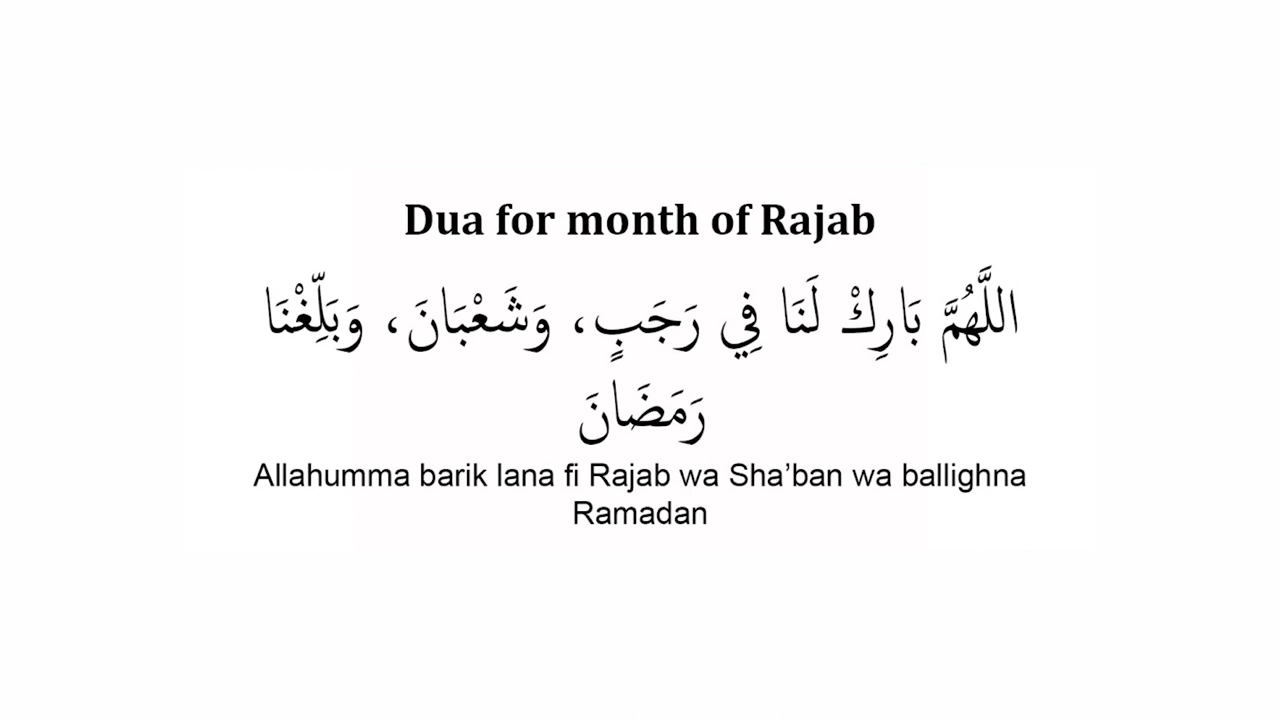 Dua for month of Rajab
اللَّهُمَّ بَارِكْ لَنَا فِي رَجَبٍ، وَشَعْبَانَ، وَبَلِّغْنَا
رَمَضَانَ
Allahumma barik lana fi Rajab wa Sha’ban wa ballighna
Ramadan